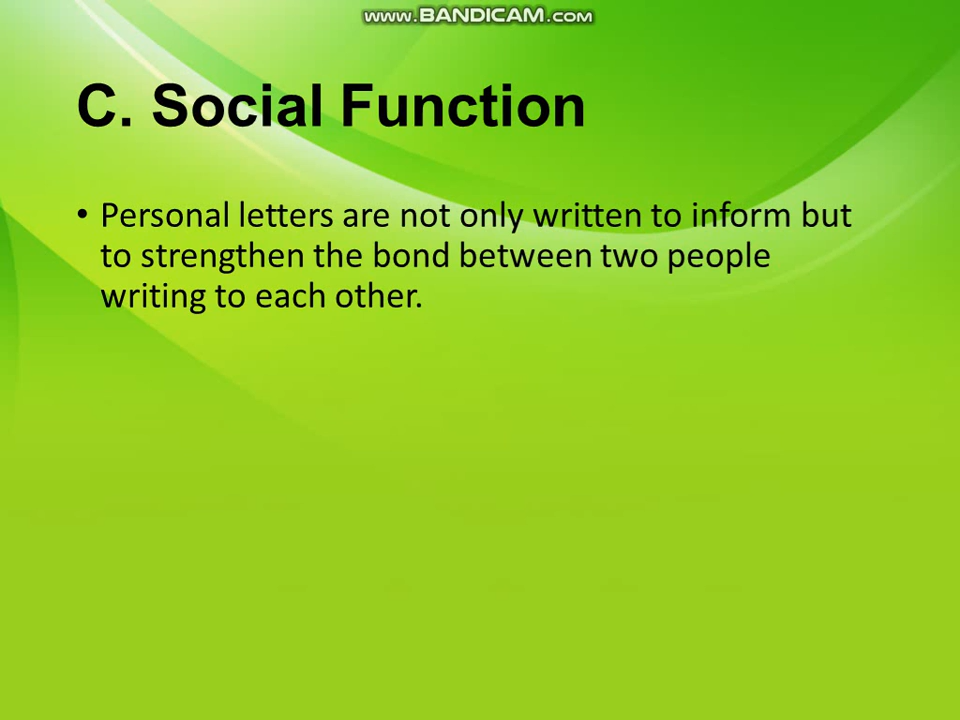 www.BANDICAM.com
C. Social Function
• Personal letters are not only written to inform but
to strengthen the bond between two people
writing to each other.